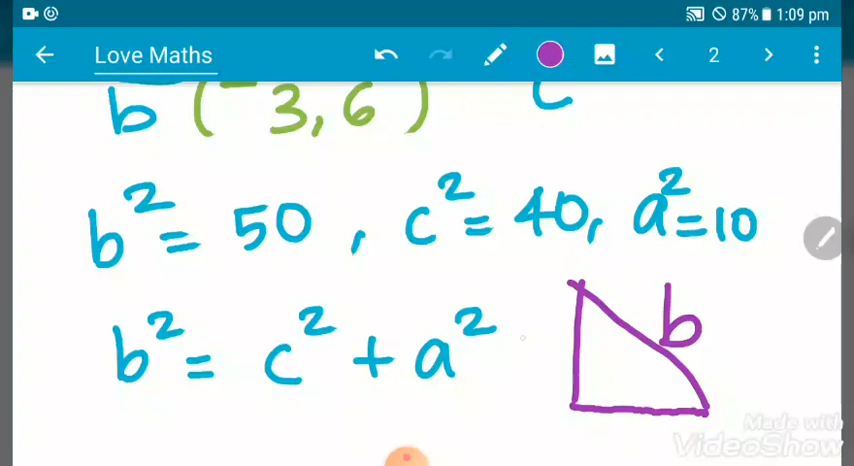 87% 1:09 pm
Love Maths 2
b (-3, 6) c
b² = 50, c² = 40, a² = 10
b² = c² + a²
b
Made with
VideoShow